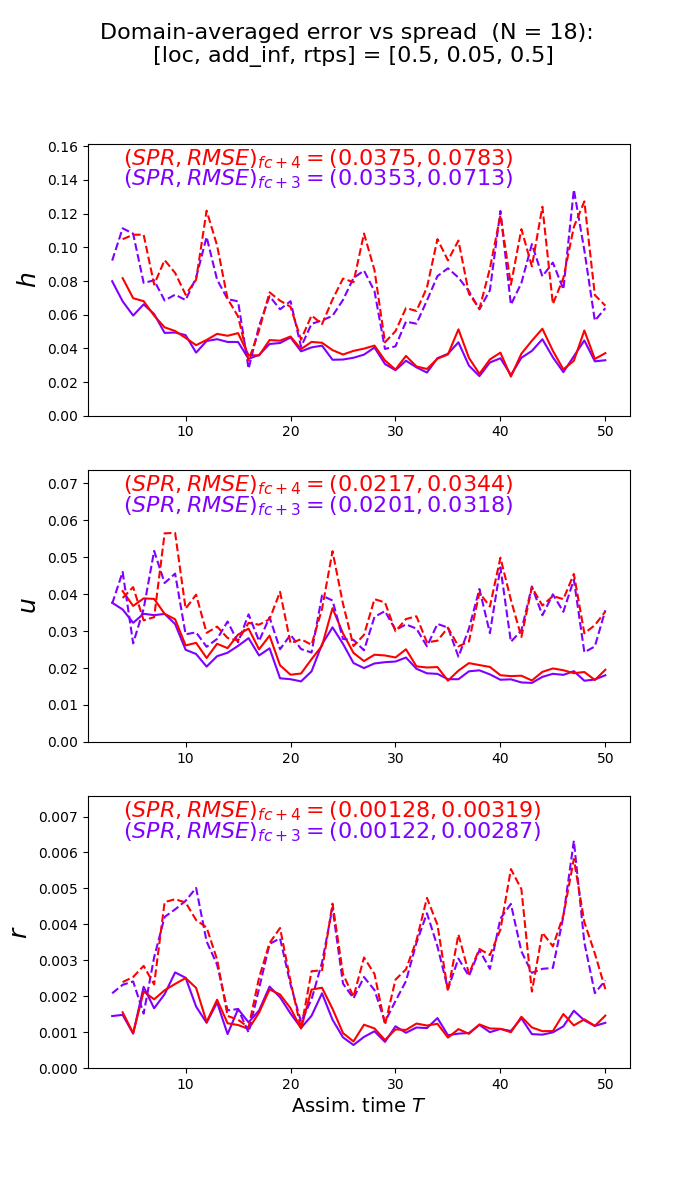 Domain-averaged error vs spread (N = 18):
[loc, add_inf, rtps] = [0.5, 0.05, 0.5]
(SPR, RMSE)fc+4 = (0.0375, 0.0783)
(SPR, RMSE)fc+3 = (0.0353, 0.0713)
0.16
0.14
0.12
0.10
0.08
0.06
0.04
0.02
0.00
h
10 20 30 40 50
(SPR, RMSE)fc+4 = (0.0217, 0.0344)
(SPR, RMSE)fc+3 = (0.0201, 0.0318)
0.07
0.06
0.05
0.04
0.03
0.02
0.01
0.00
u
10 20 30 40 50
(SPR, RMSE)fc+4 = (0.00128, 0.00319)
(SPR, RMSE)fc+3 = (0.00122, 0.00287)
0.007
0.006
0.005
0.004
0.003
0.002
0.001
0.000
r
10 20 30 40 50
Assim. time T